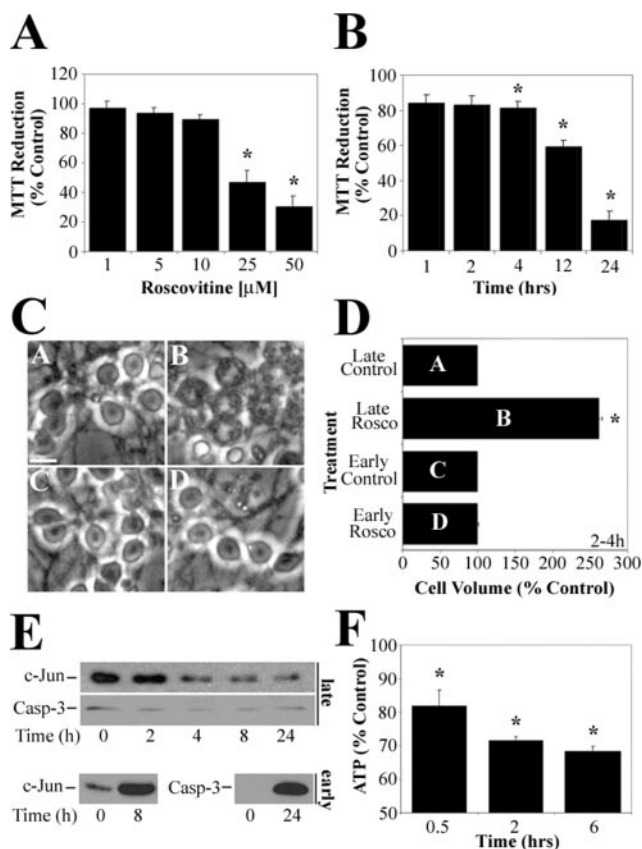 A
MTT Reduction
(% Control)
120
100
80
60
40
20
0
1 5 10 25 50
* *
Roscovitine [µM]
B
MTT Reduction
(% Control)
100
80
60
40
20
0
1 2 4 12 24
* * *
Time (hrs)
C
A B
C D
D
Treatment
Late
Control
A
Late
Rosco
B *
Early
Control
C
Early
Rosco
D
2-4h
0 50 100 150 200 250 300
Cell Volume (% Control)
E
c-Jun
Casp-3
late
Time (h) 0 2 4 8 24
c-Jun Casp-3
early
0 8 0 24
Time (h)
F
ATP (% Control)
100
90
80
70
60
50
* * *
0.5 2 6
Time (hrs)